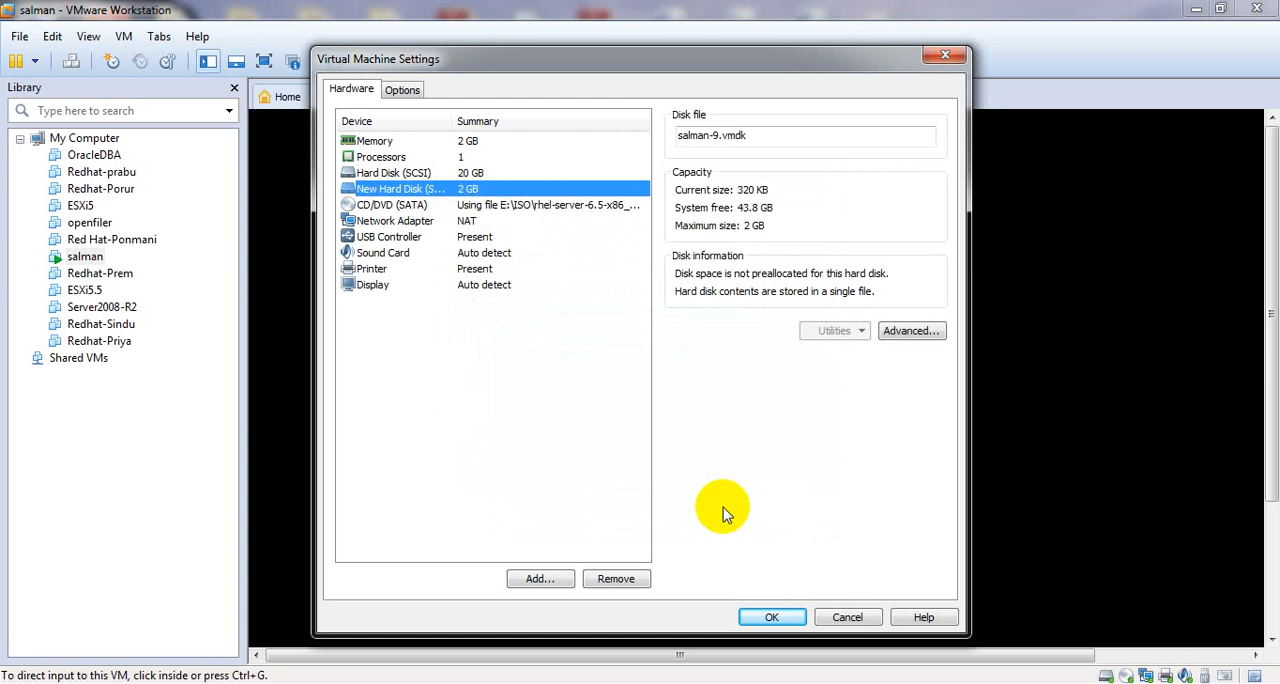 salman - VMware Workstation
File Edit View VM Tabs Help
Library
Type here to search
My Computer
OracleDBA
Redhat-prabu
Redhat-Porur
ESXi5
openfiler
Red Hat-Ponmani
salman
Redhat-Prem
ESXi5.5
Server2008-R2
Redhat-Sindu
Redhat-Priya
Shared VMs
Home
Virtual Machine Settings
Hardware Options
Device Summary
Memory 2 GB
Processors 1
Hard Disk (SCSI) 20 GB
New Hard Disk (S... 2 GB
CD/DVD (SATA) Using file E:\ISO\rhel-server-6.5-x86_...
Network Adapter NAT
USB Controller Present
Sound Card Auto detect
Printer Present
Display Auto detect
Add... Remove
Disk file
salman-9.vmdk
Capacity
Current size: 320 KB
System free: 43.8 GB
Maximum size: 2 GB
Disk information
Disk space is not preallocated for this hard disk.
Hard disk contents are stored in a single file.
Utilities Advanced...
OK Cancel Help
To direct input to this VM, click inside or press Ctrl+G.